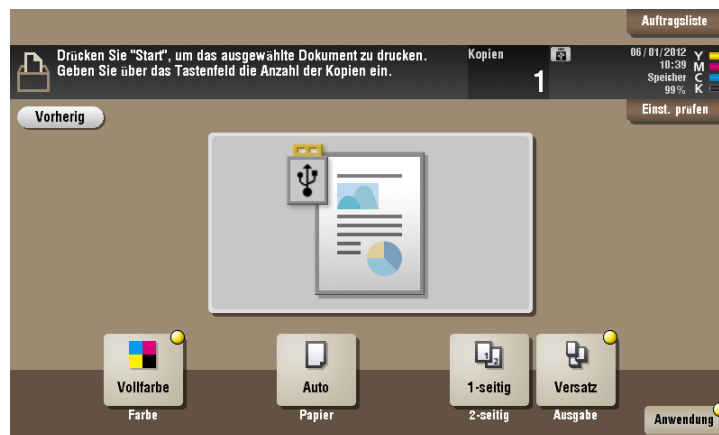 Auftragsliste
Drücken Sie "Start", um das ausgewählte Dokument zu drucken.
Geben Sie über das Tastenfeld die Anzahl der Kopien ein.
Kopien
1
06/01/2012
10:39
Speicher
99%
Y
M
C
K
Vorherig
Einst. prüfen
1 2
Vollfarbe
Auto
1-seitig
Versatz
Farbe
Papier
2-seitig
Ausgabe
Anwendung